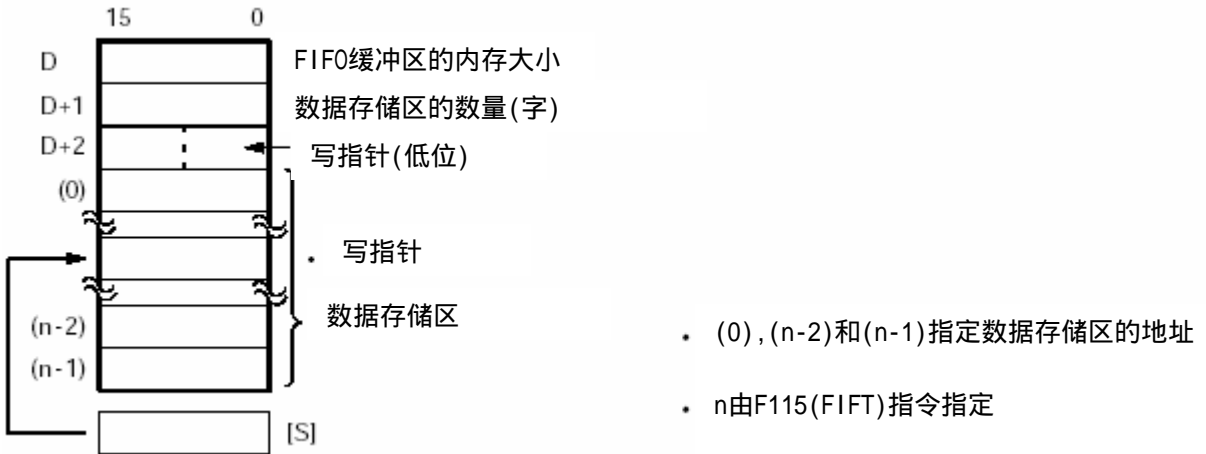 15 0
D FIFO缓冲区的内存大小
D+1 数据存储区的数量(字)
D+2 写指针(低位)
(0)
. 写指针
数据存储区
(n-2)
(n-1)
[S]
. (0),(n-2)和(n-1)指定数据存储区的地址
. n由F115(FIFT)指令指定